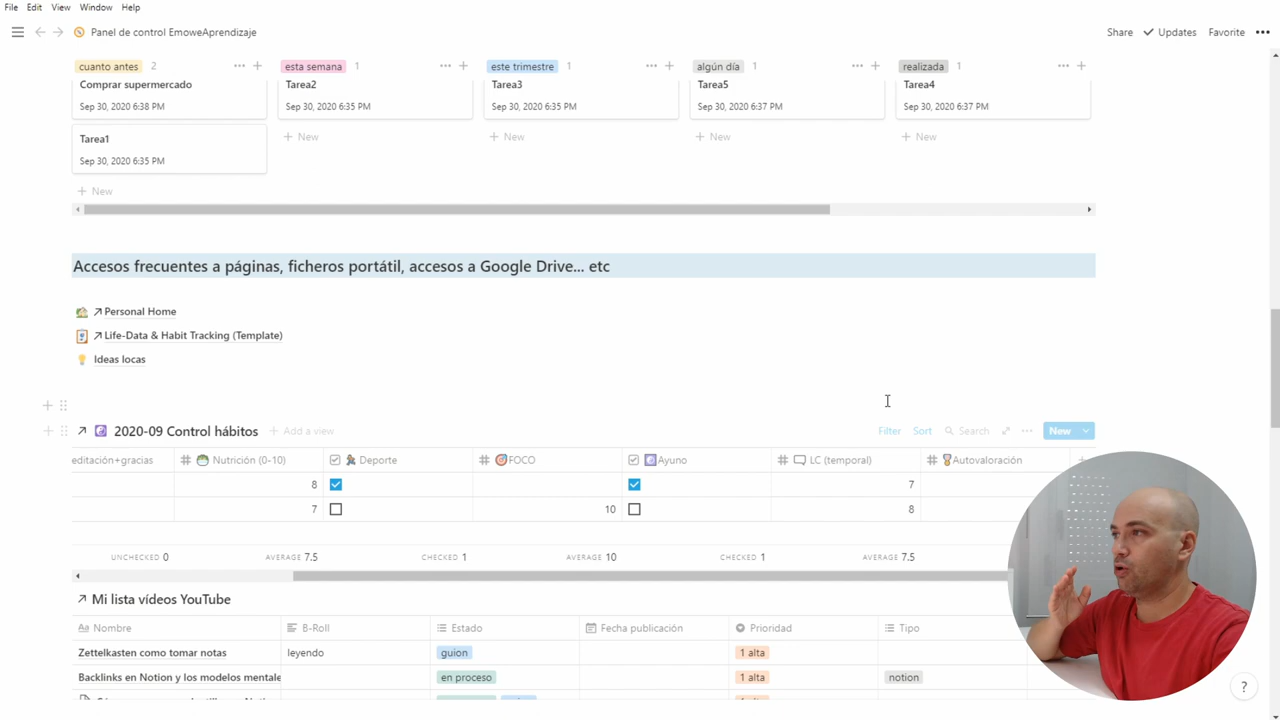 File Edit View Window Help
Panel de control EmoweAprendizaje Share Updates Favorite
cuanto antes 2 esta semana 1 este trimestre 1 algún día 1 realizada 1
Comprar supermercado Tarea2 Tarea3 Tarea5 Tarea4
Sep 30, 2020 6:38 PM Sep 30, 2020 6:35 PM Sep 30, 2020 6:35 PM Sep 30, 2020 6:37 PM Sep 30, 2020 6:37 PM
Tarea1 + New + New + New + New
Sep 30, 2020 6:35 PM
+ New
Accesos frecuentes a páginas, ficheros portátil, accesos a Google Drive... etc
Personal Home
Life-Data & Habit Tracking (Template)
Ideas locas
2020-09 Control hábitos + Add a view Filter Sort Search New
editación+gracias # Nutrición (0-10) Deporte # FOCO Ayuno # LC (temporal) # Autovaloración
8 7
7 10 8
UNCHECKED 0 AVERAGE 7.5 CHECKED 1 AVERAGE 10 CHECKED 1 AVERAGE 7.5
Mi lista vídeos YouTube
Aa Nombre B-Roll Estado Fecha publicación Prioridad Tipo
Zettelkasten como tomar notas leyendo guion 1 alta
Backlinks en Notion y los modelos mentale en proceso 1 alta notion
?